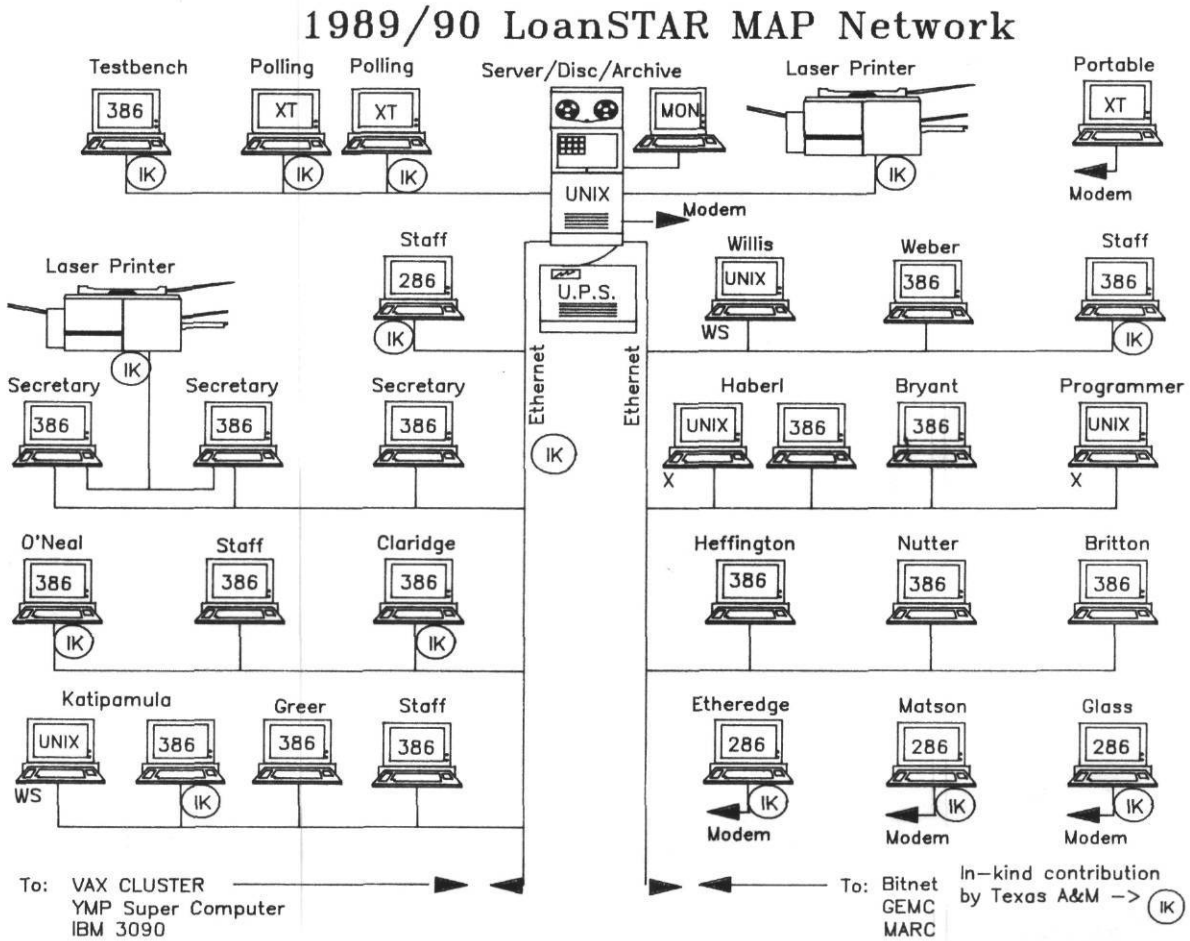 1989/90 LoanSTAR MAP Network
Testbench Polling Polling Server/Disc/Archive Laser Printer Portable
386 XT XT MON XT
IK IK IK IK
UNIX
Modem
Modem
Staff Willis Weber Staff
Laser Printer
286 UNIX 386 386
U.P.S.
IK WS IK
IK
Ethernet Ethernet
Secretary Secretary Secretary Haberl Bryant Programmer
386 386 386 UNIX 386 386 UNIX
IK
X X
O'Neal Staff Claridge Heffington Nutter Britton
386 386 386 386 386 386
IK IK
Katipamula Greer Staff Etheredge Matson Glass
UNIX 386 386 386 286 286 286
WS IK IK IK IK
Modem Modem Modem
To: VAX CLUSTER
YMP Super Computer
IBM 3090
To: Bitnet
GEMC
MARC
In-kind contribution
by Texas A&M -> IK